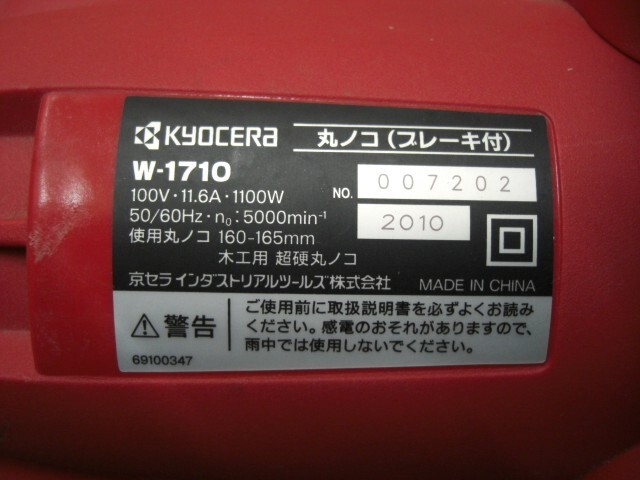 KYOCERA 丸ノコ(ブレーキ付)
W-1710
100V・11.6A・1100W NO. 007202
50/60Hz・n₀:5000min⁻¹ 2010
使用丸ノコ 160-165mm
木工用 超硬丸ノコ
京セラインダストリアルツールズ株式会社 MADE IN CHINA
警告
ご使用前に取扱説明書を必ずよくお読み
ください。感電のおそれがありますので、
雨中では使用しないでください。
69100347